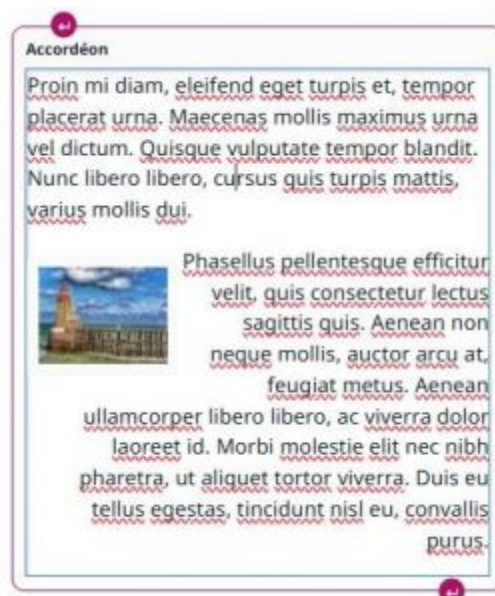 Accordéon
Proin mi diam, eleifend eget turpis et, tempor
placerat urna. Maecenas mollis maximus urna
vel dictum. Quisque vulputate tempor blandit.
Nunc libero libero, cursus quis turpis mattis,
varius mollis dui.
Phasellus pellentesque efficitur
velit, quis consectetur lectus
sagittis quis. Aenean non
neque mollis, auctor arcu at,
feugiat metus. Aenean
ullamcorper libero libero, ac viverra dolor
laoreet id. Morbi molestie elit nec nibh
pharetra, ut aliquet tortor viverra. Duis eu
tellus egestas, tincidunt nisl eu, convallis
purus.